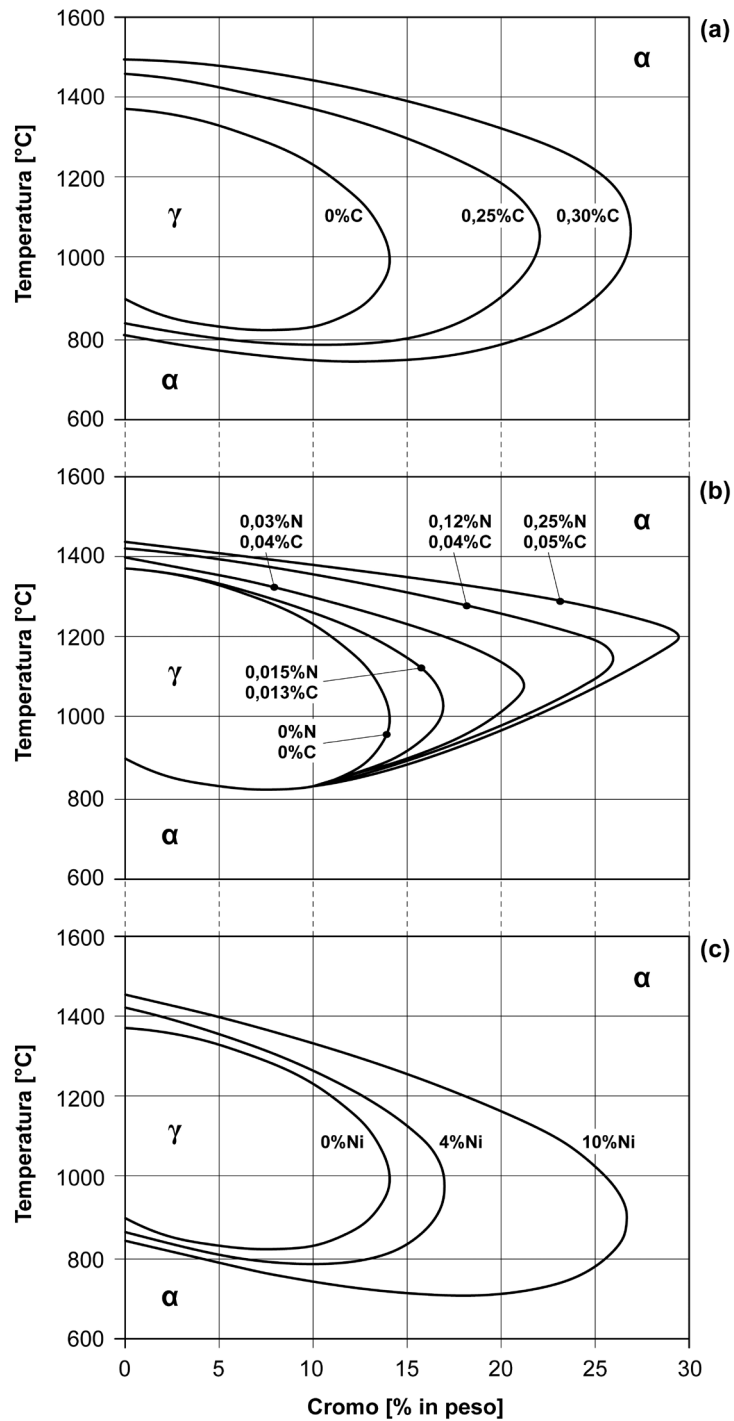 (a)
1600
1400
1200
1000
800
600
Temperatura [°C]
α
γ
0%C
0,25%C
0,30%C
α
(b)
1600
1400
1200
1000
800
600
Temperatura [°C]
α
0,03%N
0,04%C
0,12%N
0,04%C
0,25%N
0,05%C
γ
0,015%N
0,013%C
0%N
0%C
α
(c)
1600
1400
1200
1000
800
600
Temperatura [°C]
α
γ
0%Ni
4%Ni
10%Ni
α
0 5 10 15 20 25 30
Cromo [% in peso]